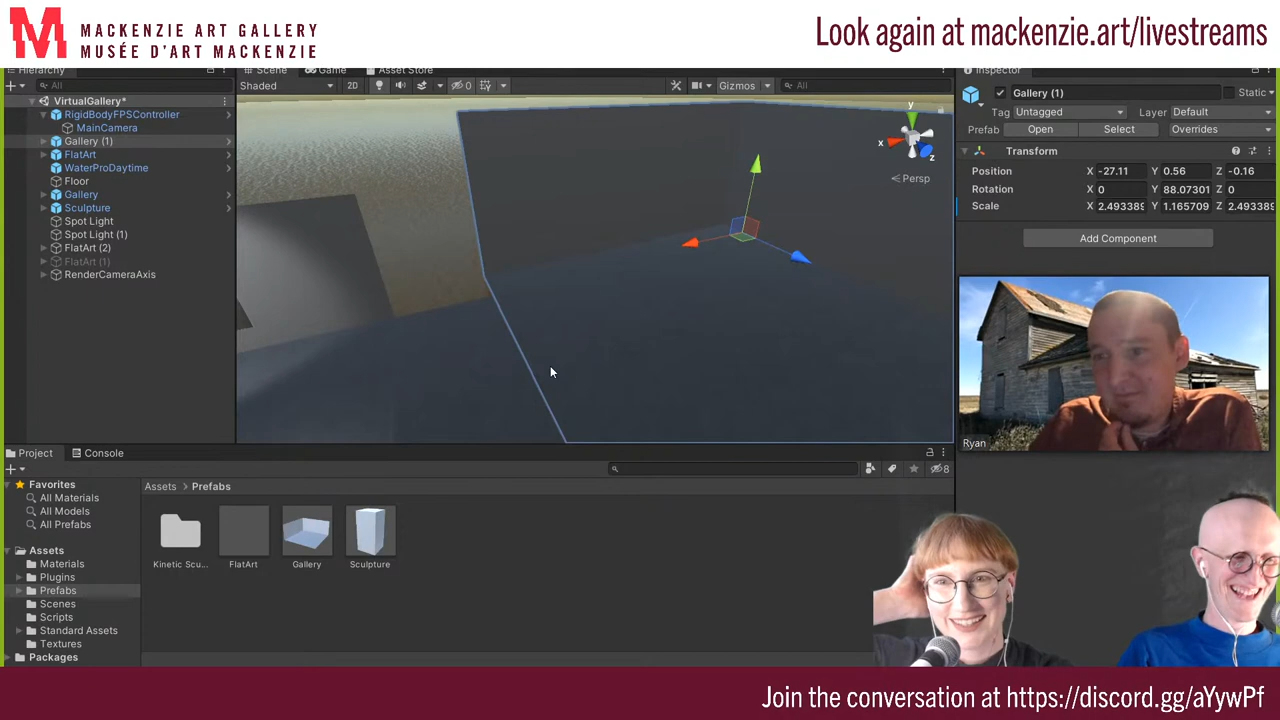 MACKENZIE ART GALLERY
MUSÉE D'ART MACKENZIE
Look again at mackenzie.art/livestreams
Hierarchy
Scene
Game
Asset Store
Inspector
All
Shaded
2D
0
Gizmos
All
VirtualGallery*
RigidBodyFPSController
MainCamera
Gallery (1)
FlatArt
WaterProDaytime
Floor
Gallery
Sculpture
Spot Light
Spot Light (1)
FlatArt (2)
FlatArt (1)
RenderCameraAxis
y
x
z
Persp
Gallery (1)
Static
Tag Untagged
Layer Default
Prefab Open Select Overrides
Transform
Position X -27.11 Y 0.56 Z -0.16
Rotation X 0 Y 88.07301 Z 0
Scale X 2.493389 Y 1.165709 Z 2.493389
Add Component
Ryan
Project
Console
8
Favorites
All Materials
All Models
All Prefabs
Assets
Materials
Plugins
Prefabs
Scenes
Scripts
Standard Assets
Textures
Packages
Assets
Prefabs
Kinetic Scu...
FlatArt
Gallery
Sculpture
Join the conversation at https://discord.gg/aYywPf